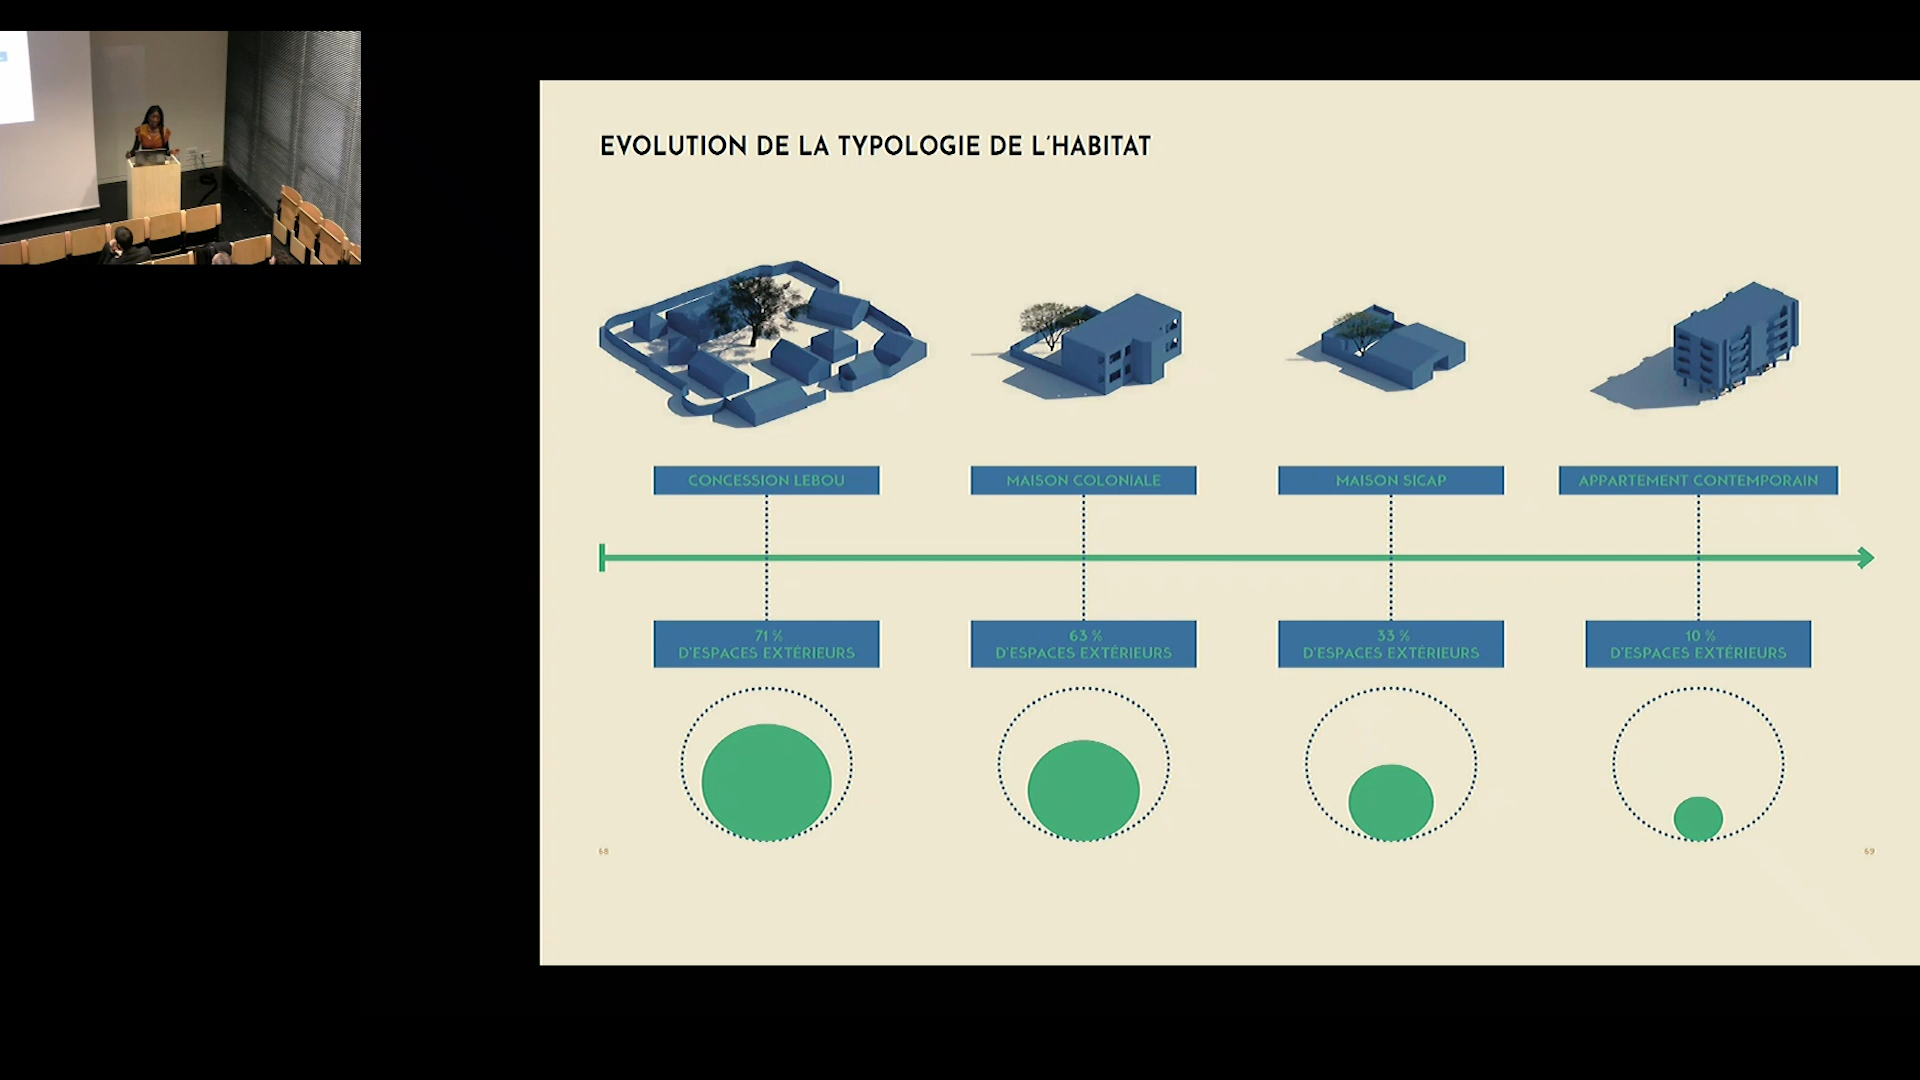 EVOLUTION DE LA TYPOLOGIE DE L'HABITAT
CONCESSION LEBOU
MAISON COLONIALE
MAISON SICAP
APPARTEMENT CONTEMPORAIN
71 %
D'ESPACES EXTÉRIEURS
63 %
D'ESPACES EXTÉRIEURS
33 %
D'ESPACES EXTÉRIEURS
10 %
D'ESPACES EXTÉRIEURS
68
69